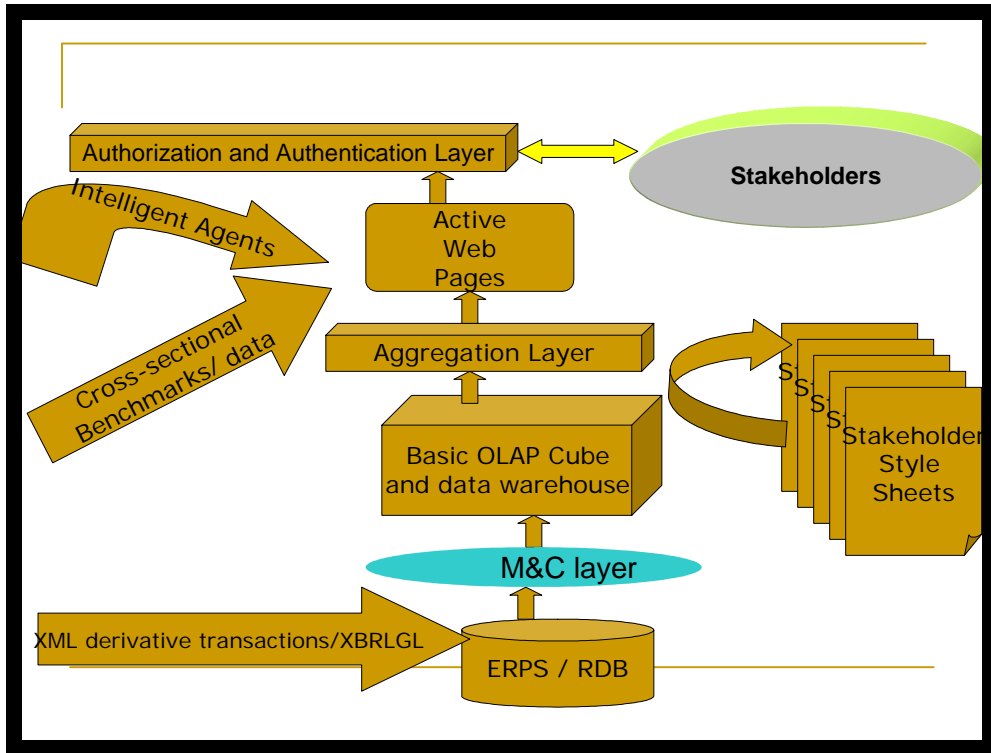 Authorization and Authentication Layer
Stakeholders
Intelligent Agents
Active
Web
Pages
Cross-sectional
Benchmarks/ data
Aggregation Layer
Stakeholder
Style
Sheets
Basic OLAP Cube
and data warehouse
M&C layer
XML derivative transactions/XBRLGL
ERPS / RDB